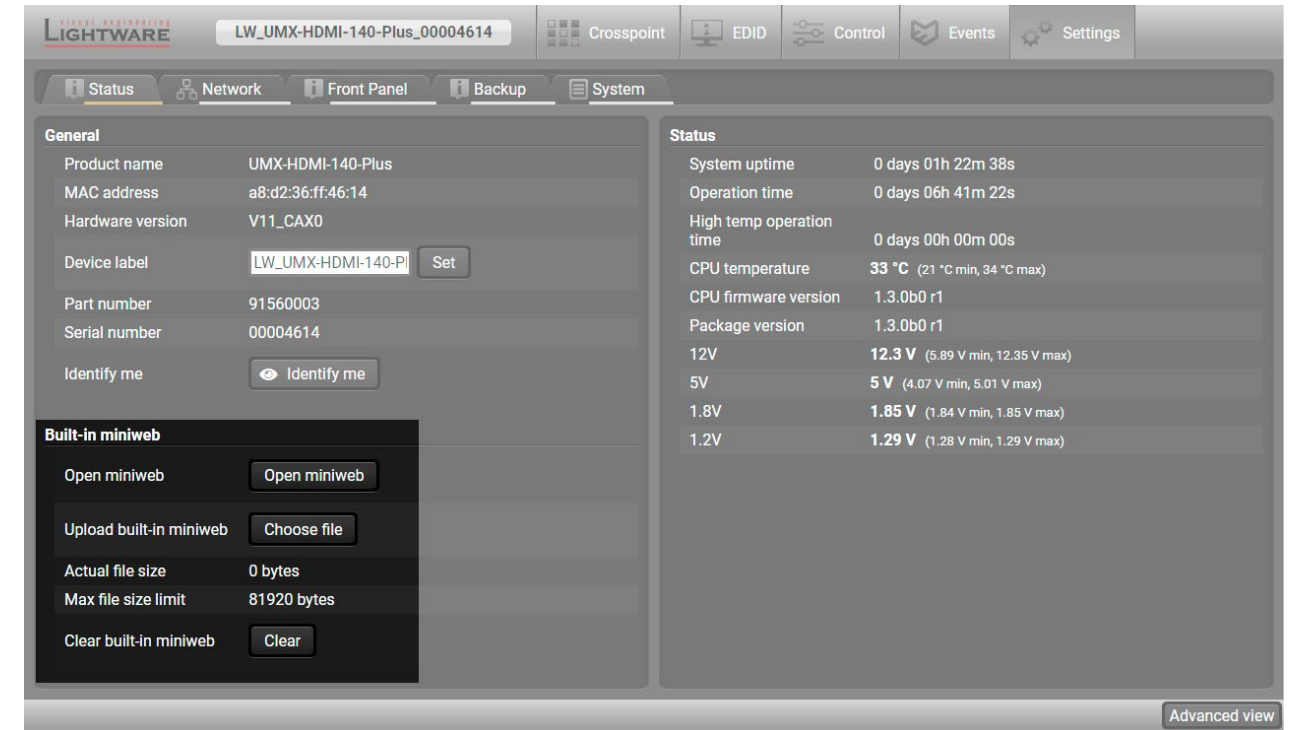 visual engineering
LIGHTWARE
LW_UMX-HDMI-140-Plus_00004614
Crosspoint
EDID
Control
Events
Settings
Status
Network
Front Panel
Backup
System
General
Product name UMX-HDMI-140-Plus
MAC address a8:d2:36:ff:46:14
Hardware version V11_CAX0
Device label LW_UMX-HDMI-140-Pl Set
Part number 91560003
Serial number 00004614
Identify me Identify me
Built-in miniweb
Open miniweb Open miniweb
Upload built-in miniweb Choose file
Actual file size 0 bytes
Max file size limit 81920 bytes
Clear built-in miniweb Clear
Status
System uptime 0 days 01h 22m 38s
Operation time 0 days 06h 41m 22s
High temp operation
time 0 days 00h 00m 00s
CPU temperature 33 °C (21 °C min, 34 °C max)
CPU firmware version 1.3.0b0 r1
Package version 1.3.0b0 r1
12V 12.3 V (5.89 V min, 12.35 V max)
5V 5 V (4.07 V min, 5.01 V max)
1.8V 1.85 V (1.84 V min, 1.85 V max)
1.2V 1.29 V (1.28 V min, 1.29 V max)
Advanced view